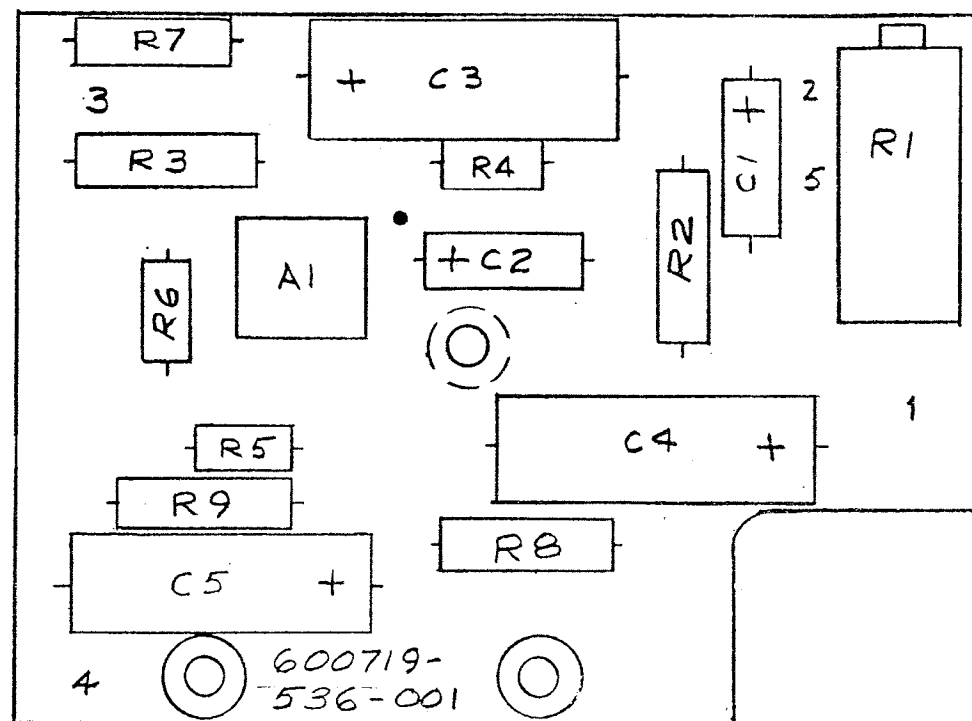 R7
+ C3
3
2
+
C1
R1
R3
R4
5
R2
A1
+C2
R6
1
C4 +
R5
R9
R8
C5 +
4
600719-
536-001